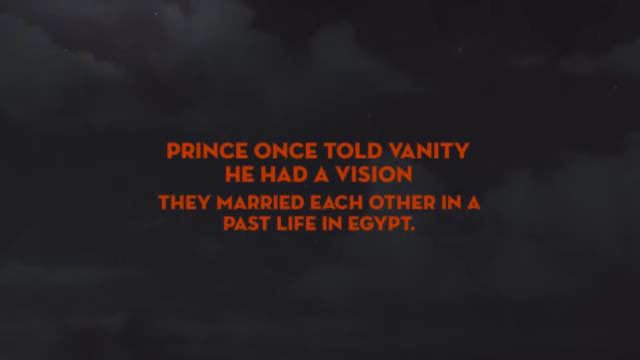 PRINCE ONCE TOLD VANITY
HE HAD A VISION
THEY MARRIED EACH OTHER IN A
PAST LIFE IN EGYPT.